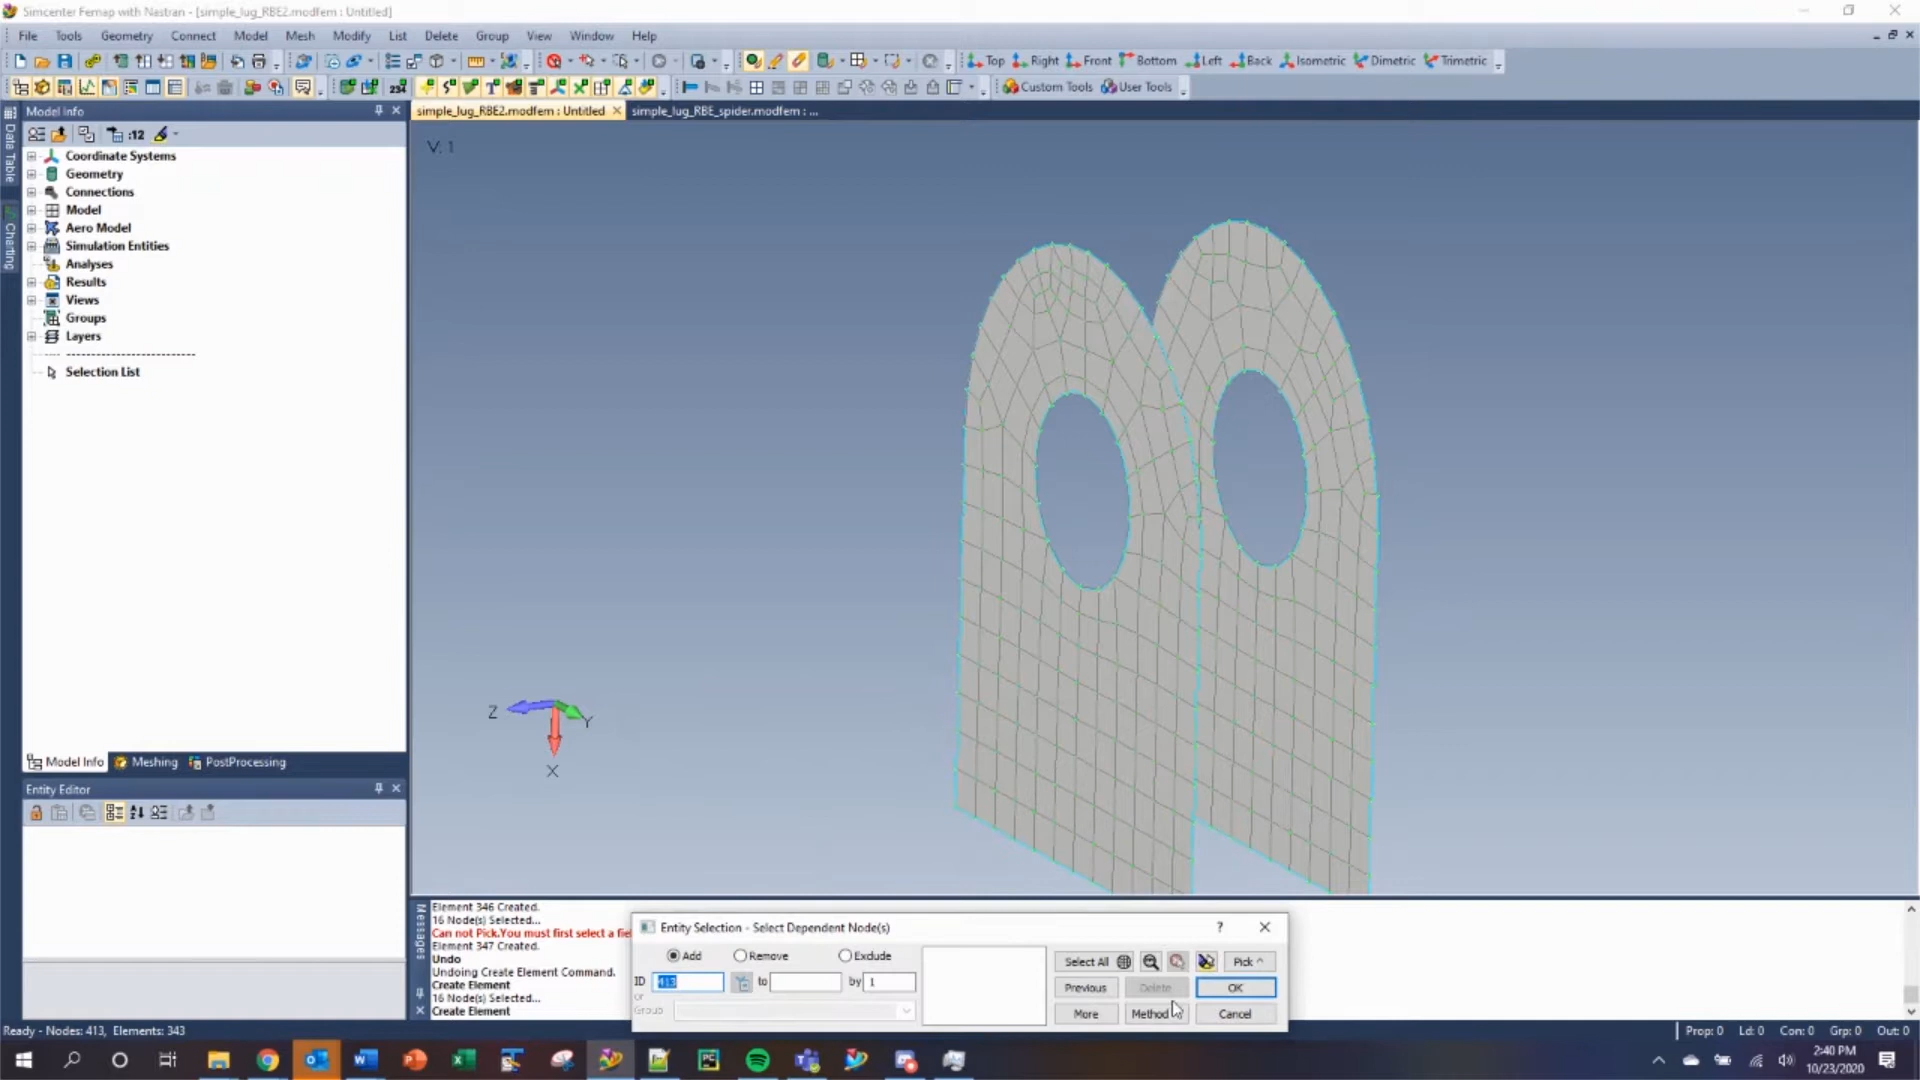 Simcenter Femap with Nastran - [simple_lug_RBE2.modfem : Untitled]
File Tools Geometry Connect Model Mesh Modify List Delete Group View Window Help
Top Right Front Bottom Left Back Isometric Dimetric Trimetric
234 Custom Tools User Tools
Model Info
simple_lug_RBE2.modfem : Untitled
simple_lug_RBE_spider.modfem : ...
Data Table
Charting
:12
V: 1
Coordinate Systems
Geometry
Connections
Model
Aero Model
Simulation Entities
Analyses
Results
Views
Groups
Layers
Selection List
Z
Y
X
Model Info Meshing PostProcessing
Entity Editor
Messages
Element 346 Created.
16 Node(s) Selected...
Can not Pick.You must first select a fie
Element 347 Created.
Undo
Undoing Create Element Command.
Create Element
16 Node(s) Selected...
Create Element
Entity Selection - Select Dependent Node(s)
?
Add Remove Exclude
ID 413 to by 1
or
Group
Select All Pick ^
Previous Delete OK
More Method Cancel
Ready - Nodes: 413, Elements: 343
Prop: 0 Ld: 0 Con: 0 Grp: 0 Out: 0
2:40 PM
10/23/2020